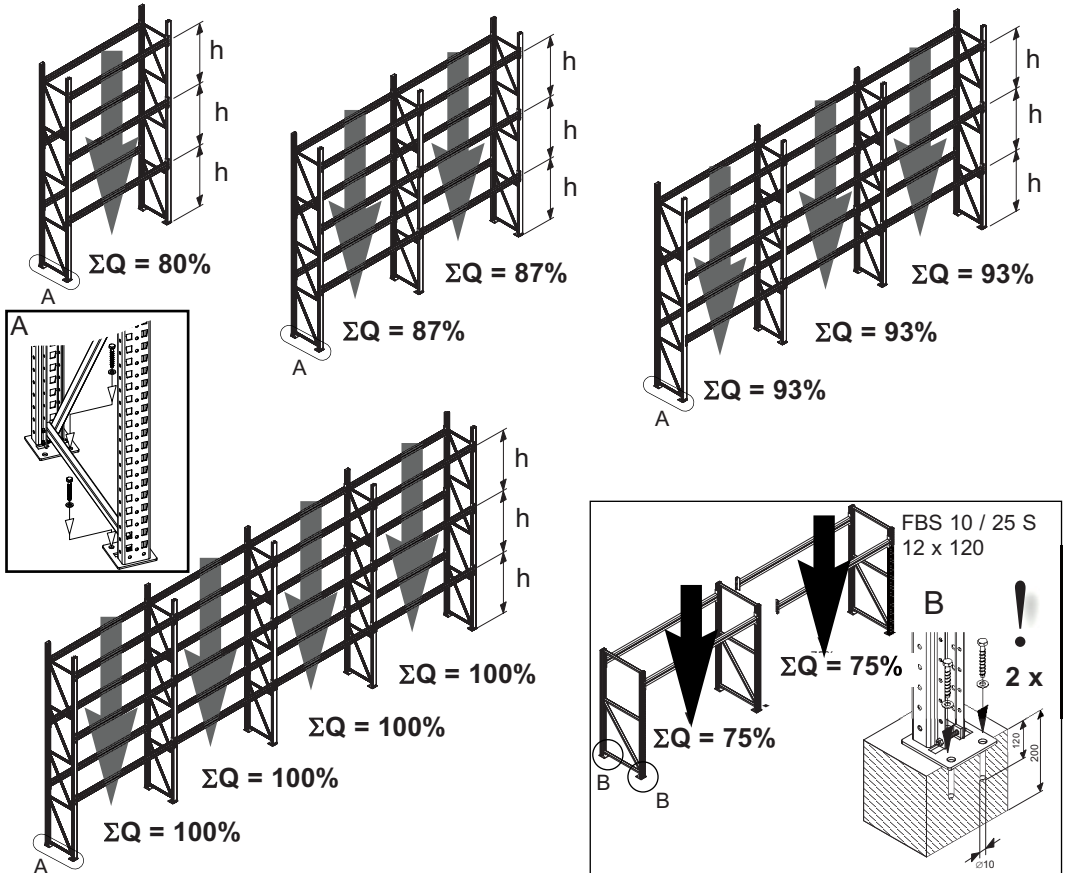 h
h
h
ΣQ = 80%
A
h
h
h
ΣQ = 87%
ΣQ = 87%
A
h
h
h
ΣQ = 93%
ΣQ = 93%
ΣQ = 93%
A
A
h
h
h
ΣQ = 100%
ΣQ = 100%
ΣQ = 100%
ΣQ = 100%
A
FBS 10 / 25 S
12 x 120
B
!
2 x
ΣQ = 75%
ΣQ = 75%
B
B
120
200
Ø10